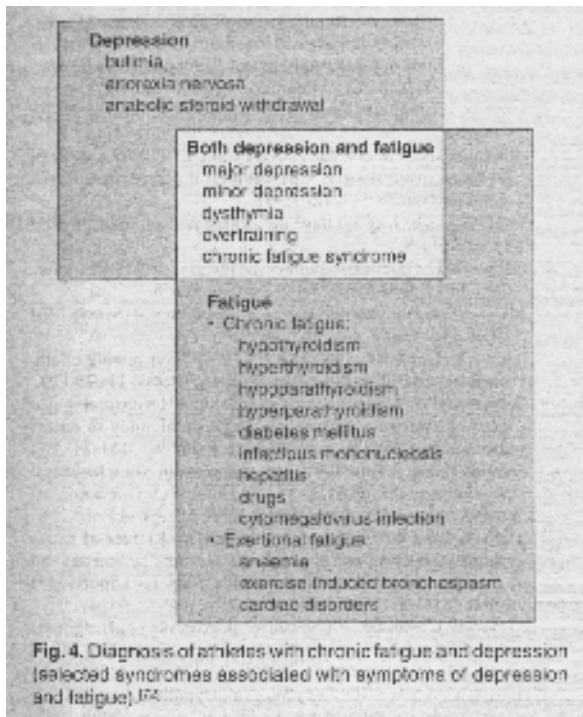 Depression
bulimia
anorexia nervosa
anabolic steroid withdrawal
Both depression and fatigue
major depression
minor depression
dysthymia
overtraining
chronic fatigue syndrome
Fatigue
• Chronic fatigue:
hypothyroidism
hyperthyroidism
hypoparathyroidism
hyperparathyroidism
diabetes mellitus
infectious mononucleosis
hepatitis
drugs
cytomegalovirus infection
• Exertional fatigue
anaemia
exercise-induced bronchospasm
cardiac disorders
Fig. 4. Diagnosis of athletes with chronic fatigue and depression
(selected syndromes associated with symptoms of depression
and fatigue).